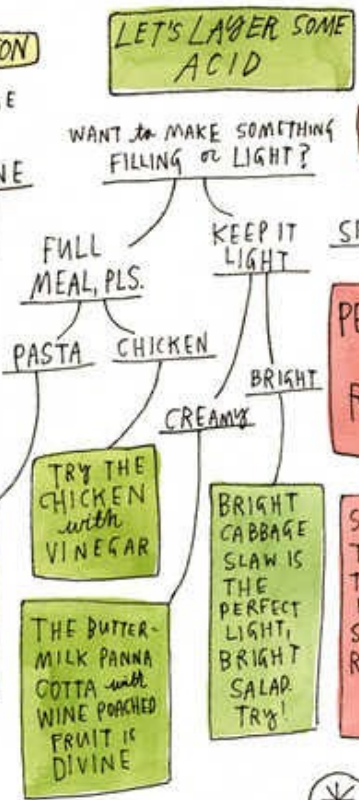 ON
LET'S LAYER SOME
ACID
E
WANT to MAKE SOMETHING
FILLING or LIGHT?
NE
FULL
MEAL, PLS.
KEEP IT
LIGHT
PASTA
CHICKEN
BRIGHT
CREAMY
TRY THE
CHICKEN
with
VINEGAR
BRIGHT
CABBAGE
SLAW IS
THE
PERFECT
LIGHT,
BRIGHT
SALAD.
TRY!
THE BUTTER-
MILK PANNA
COTTA with
WINE POACHED
FRUIT is
DIVINE